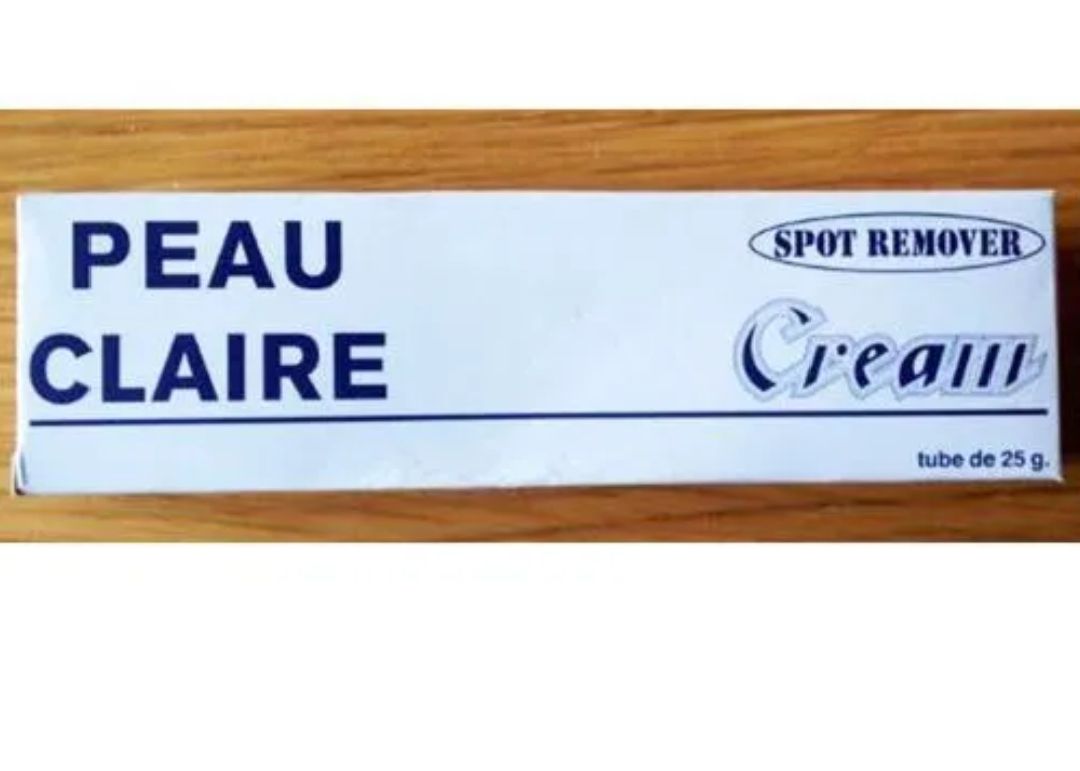 PEAU
CLAIRE
SPOT REMOVER
Cream
tube de 25 g.